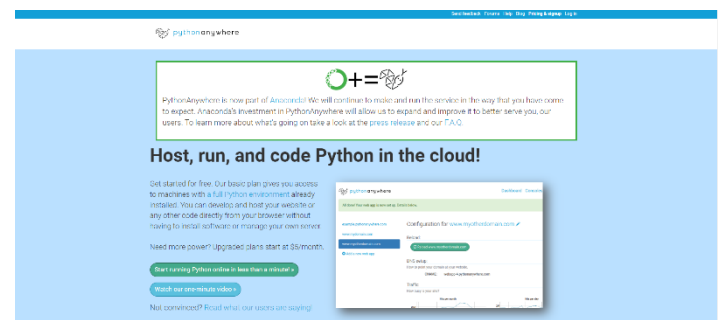 Send feedback Forums Help Blog Pricing & signup Log in
pythonanywhere
+=
PythonAnywhere is now part of Anaconda! We will continue to make and run the service in the way that you have come
to expect. Anaconda's investment in PythonAnywhere will allow us to expand and improve it to better serve you, our
users. To learn more about what's going on take a look at the press release and our F.A.Q.
Host, run, and code Python in the cloud!
Get started for free. Our basic plan gives you access
to machines with a full Python environment already
installed. You can develop and host your website or
any other code directly from your browser without
having to install software or manage your own server.
Need more power? Upgraded plans start at $5/month.
Start running Python online in less than a minute! »
Watch our one-minute video »
Not convinced? Read what our users are saying!
pythonanywhere
Dashboard
Configuration for www.myotherdomain.com
DNS setup
CNAME:
Traffic